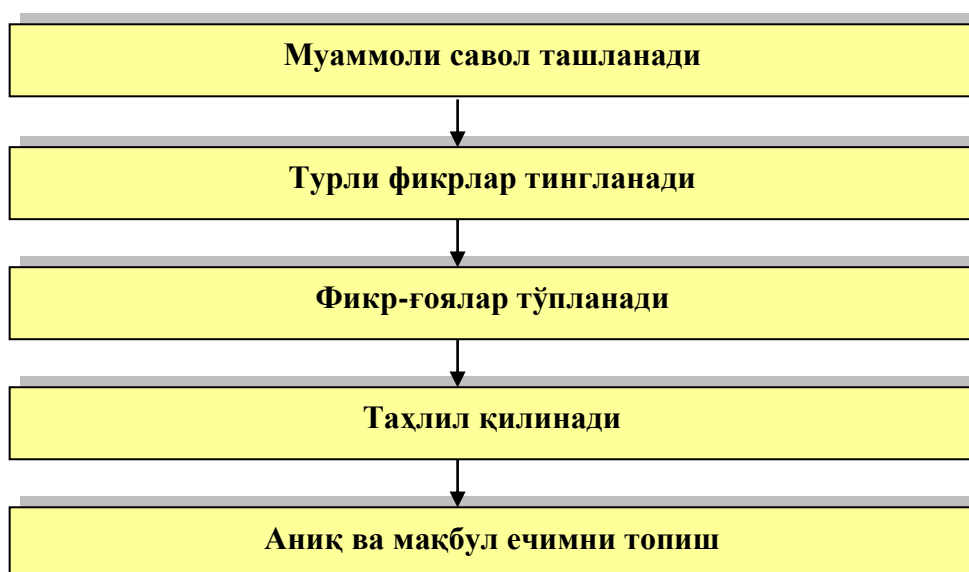 Муаммоли савол ташланади
Турли фикрлар тингланади
Фикр-ғоялар тўпланади
Таҳлил қилинади
Аниқ ва мақбул ечимни топиш